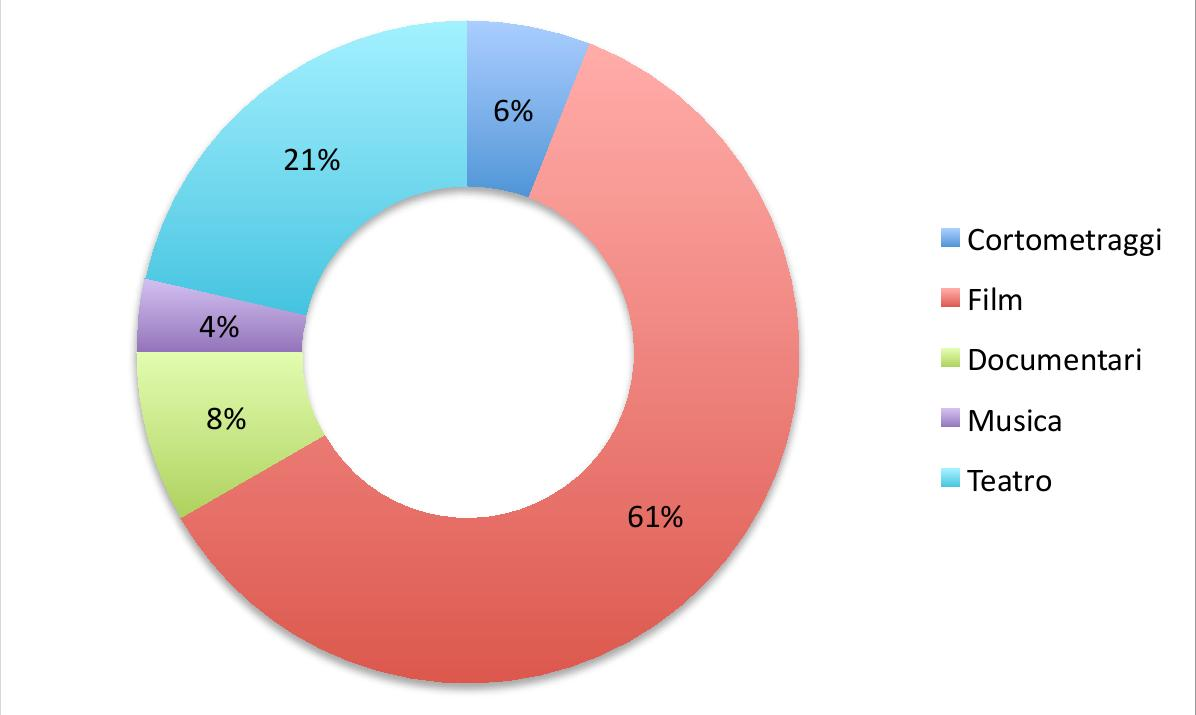 6%
21%
4%
8%
61%
Cortometraggi
Film
Documentari
Musica
Teatro